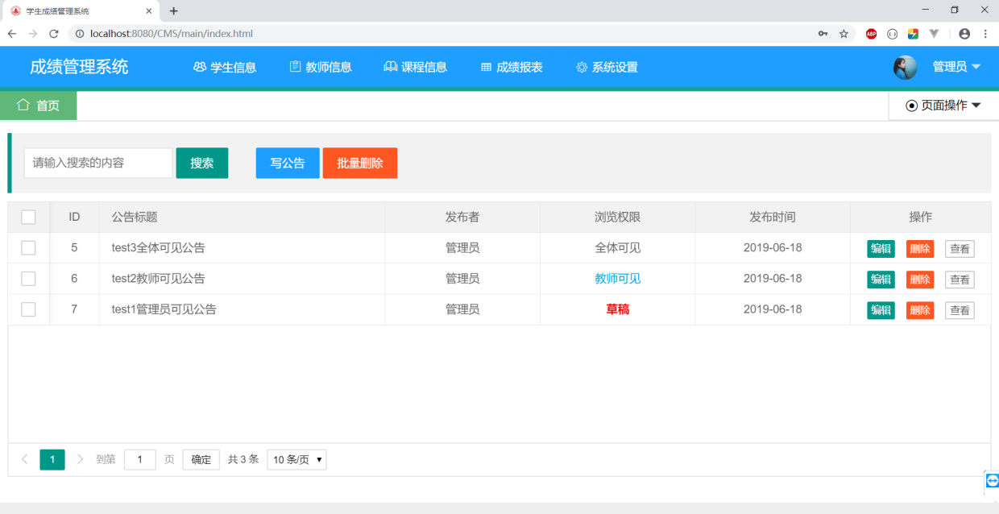 学生成绩管理系统
localhost:8080/CMS/main/index.html
ABP
成绩管理系统 学生信息 教师信息 课程信息 成绩报表 系统设置 管理员
首页 页面操作
请输入搜索的内容 搜索 写公告 批量删除
ID 公告标题 发布者 浏览权限 发布时间 操作
5 test3全体可见公告 管理员 全体可见 2019-06-18 编辑 删除 查看
6 test2教师可见公告 管理员 教师可见 2019-06-18 编辑 删除 查看
7 test1管理员可见公告 管理员 草稿 2019-06-18 编辑 删除 查看
1 到第 1 页 确定 共 3 条 10 条/页